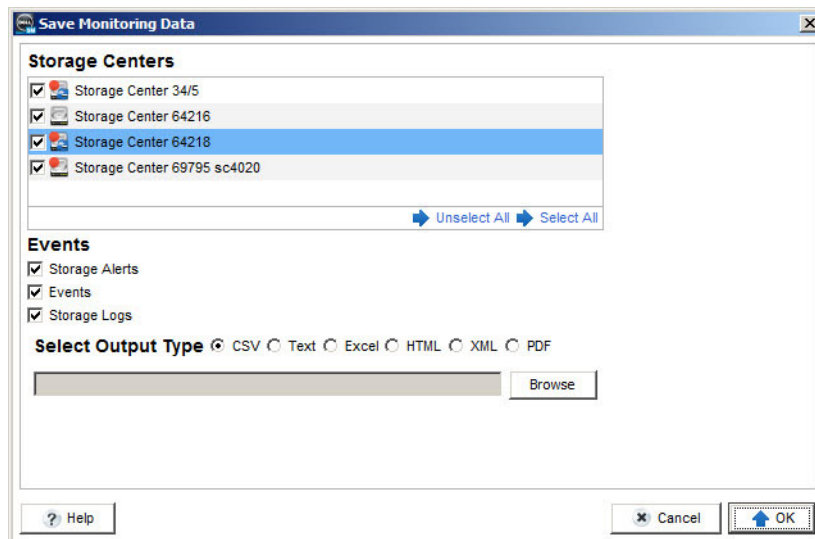 Save Monitoring Data
Storage Centers
Storage Center 34/5
Storage Center 64216
Storage Center 64218
Storage Center 69795 sc4020
Unselect All Select All
Events
Storage Alerts
Events
Storage Logs
Select Output Type CSV Text Excel HTML XML PDF
Browse
Help Cancel OK